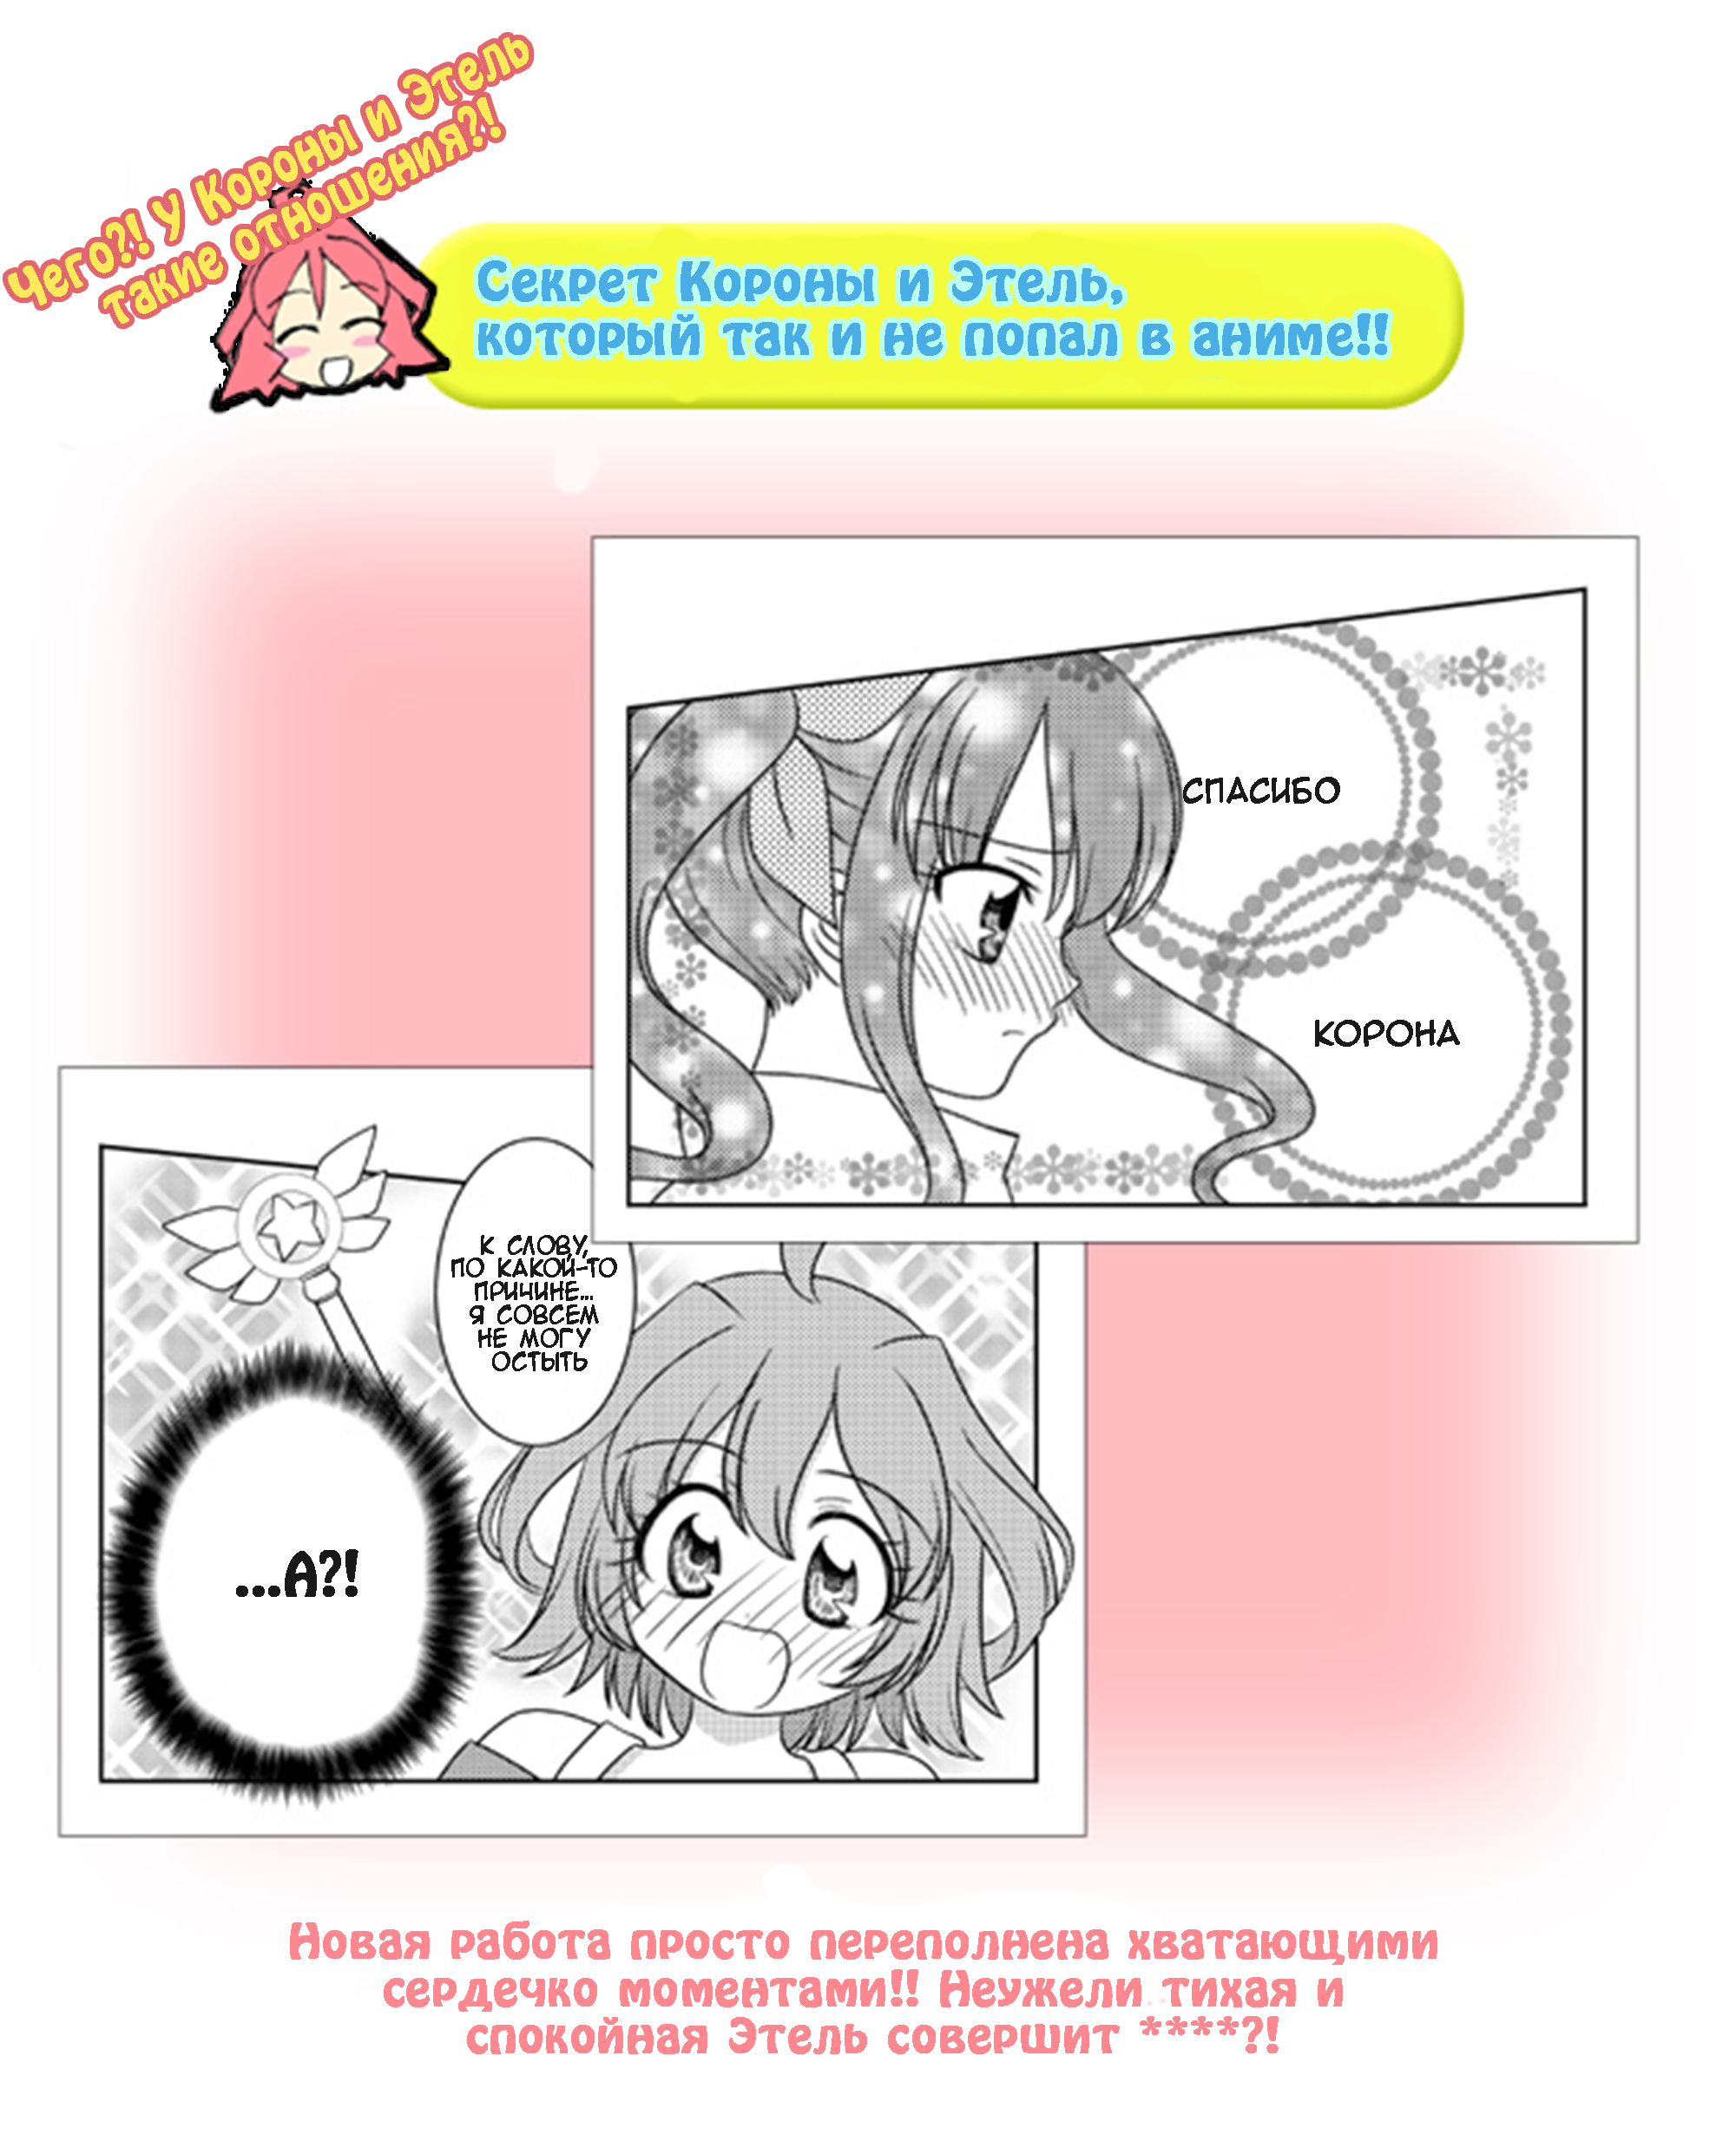 Чего?! У Короны и Этель
такие отношения?!
Секрет Короны и Этель,
который так и не попал в аниме!!
СПАСИБО
КОРОНА
К СЛОВУ,
ПО КАКОЙ-ТО
ПРИЧИНЕ...
Я СОВСЕМ
НЕ МОГУ
ОСТЫТЬ
...А?!
Новая работа просто переполнена хватающими
сердечко моментами!! Неужели тихая и
спокойная Этель совершит ****?!